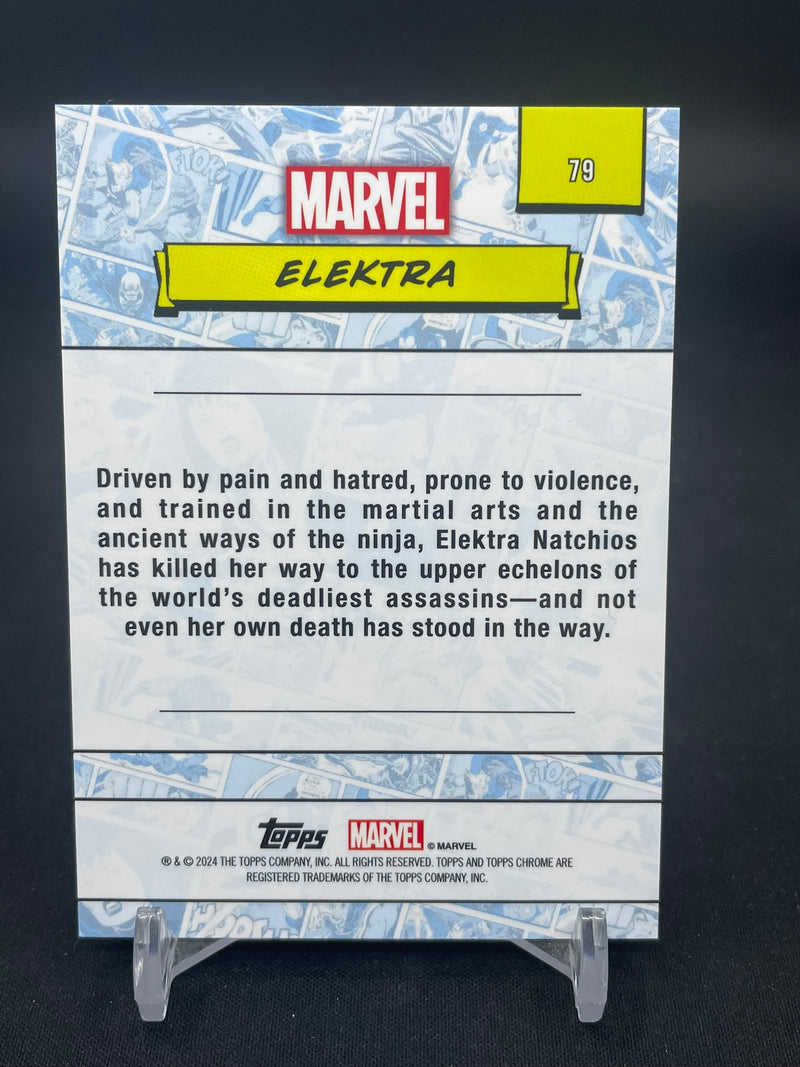 79
MARVEL
ELEKTRA
Driven by pain and hatred, prone to violence,
and trained in the martial arts and the
ancient ways of the ninja, Elektra Natchios
has killed her way to the upper echelons of
the world's deadliest assassins—and not
even her own death has stood in the way.
FTOK!
topps MARVEL © MARVEL
® & © 2024 THE TOPPS COMPANY, INC. ALL RIGHTS RESERVED. TOPPS AND TOPPS CHROME ARE
REGISTERED TRADEMARKS OF THE TOPPS COMPANY, INC.